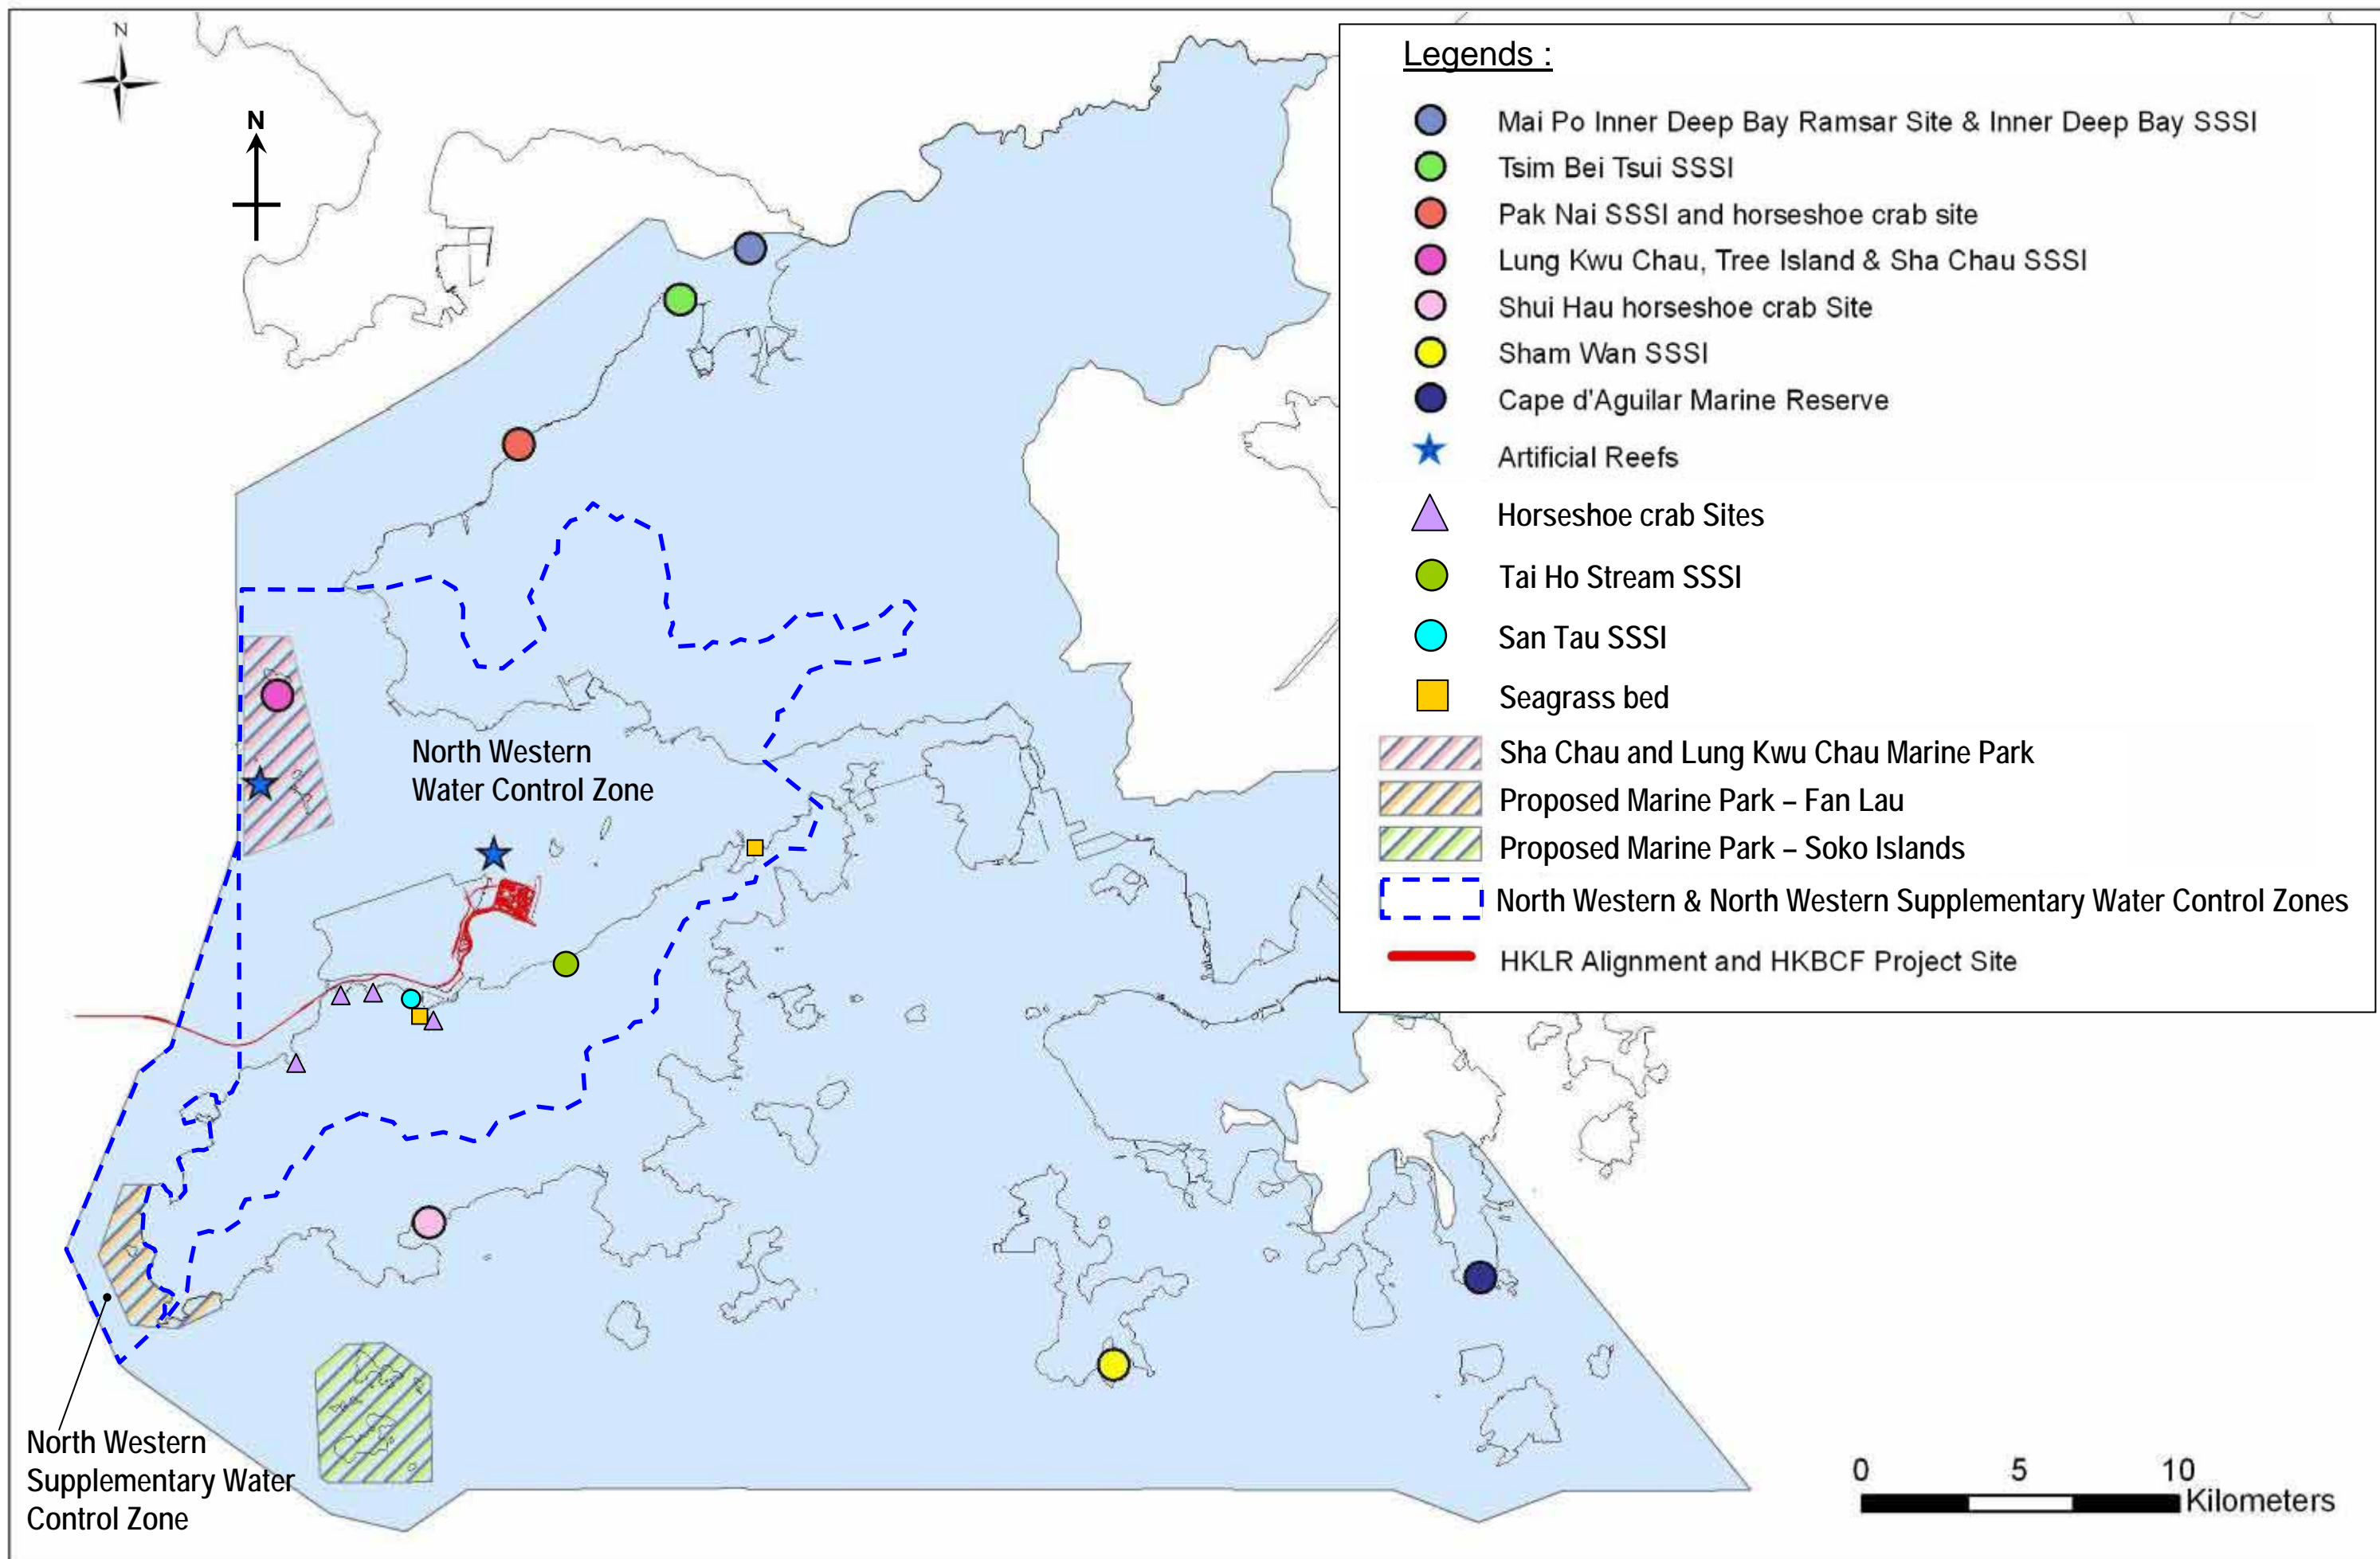 N
N
Legends :
Mai Po Inner Deep Bay Ramsar Site & Inner Deep Bay SSSI
Tsim Bei Tsui SSSI
Pak Nai SSSI and horseshoe crab site
Lung Kwu Chau, Tree Island & Sha Chau SSSI
Shui Hau horseshoe crab Site
Sham Wan SSSI
Cape d'Aguilar Marine Reserve
Artificial Reefs
Horseshoe crab Sites
Tai Ho Stream SSSI
San Tau SSSI
Seagrass bed
Sha Chau and Lung Kwu Chau Marine Park
Proposed Marine Park – Fan Lau
Proposed Marine Park – Soko Islands
North Western & North Western Supplementary Water Control Zones
HKLR Alignment and HKBCF Project Site
North Western
Water Control Zone
North Western
Supplementary Water
Control Zone
0 5 10
Kilometers